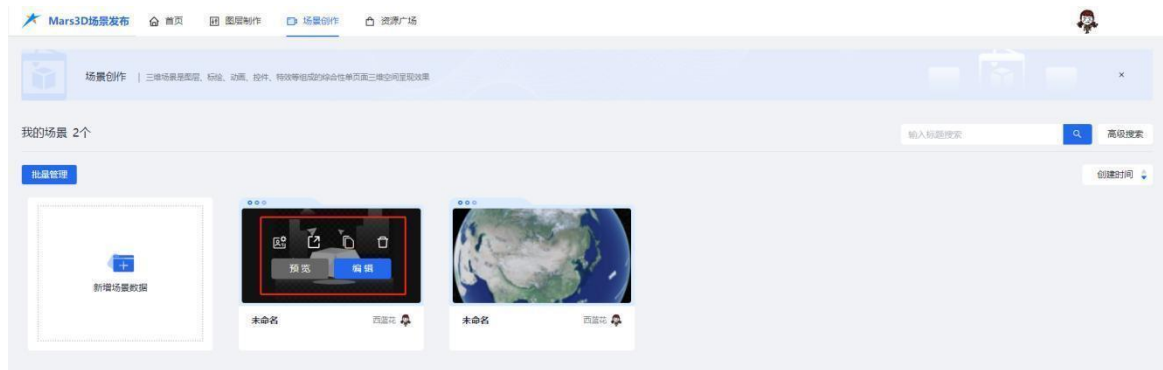 Mars3D场景发布 首页 图层制作 场景创作 资源广场
场景创作 | 三维场景是图层、标绘、动画、控件、特效等组成的综合性单页面三维空间呈现效果
我的场景 2个 输入标题搜索 高级搜索
批量管理 创建时间
预览 编辑
新增场景数据
未命名 西蓝花 未命名 西蓝花